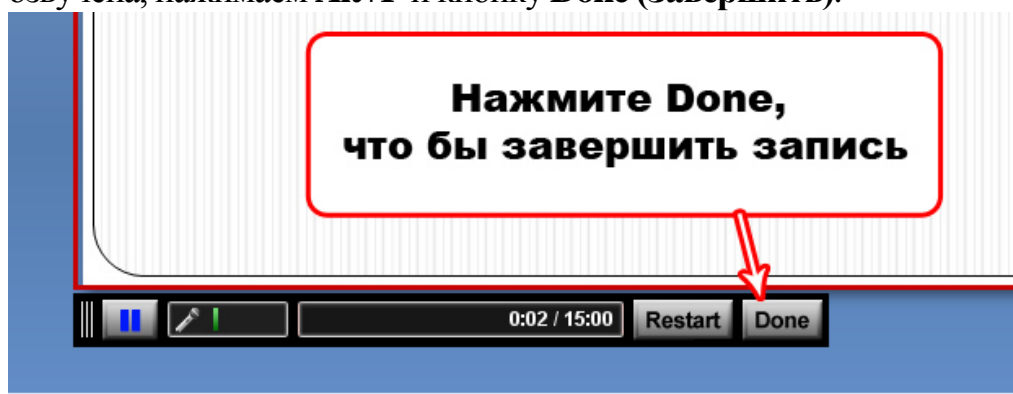 Нажмите Done,
что бы завершить запись
0:02 / 15:00 Restart Done